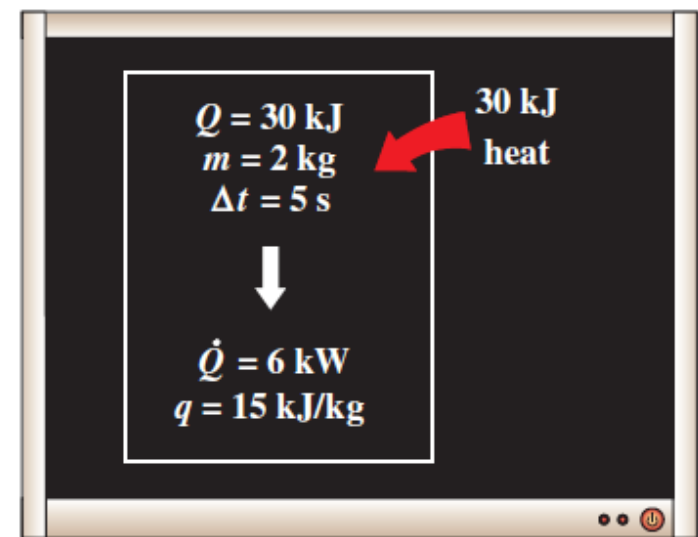 Q = 30 kJ
m = 2 kg
Δt = 5 s
Q̇ = 6 kW
q = 15 kJ/kg
30 kJ
heat